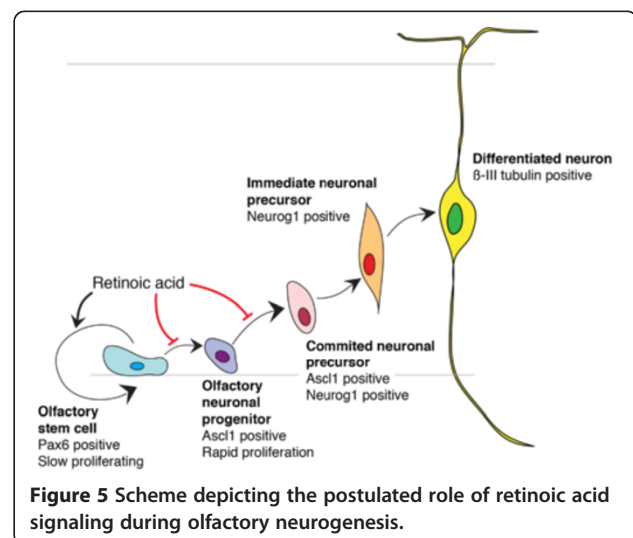 Differentiated neuron
ß-III tubulin positive
Immediate neuronal
precursor
Neurog1 positive
Retinoic acid
Commited neuronal
precursor
Ascl1 positive
Neurog1 positive
Olfactory
neuronal
progenitor
Ascl1 positive
Rapid proliferation
Olfactory
stem cell
Pax6 positive
Slow proliferating
Figure 5 Scheme depicting the postulated role of retinoic acid
signaling during olfactory neurogenesis.